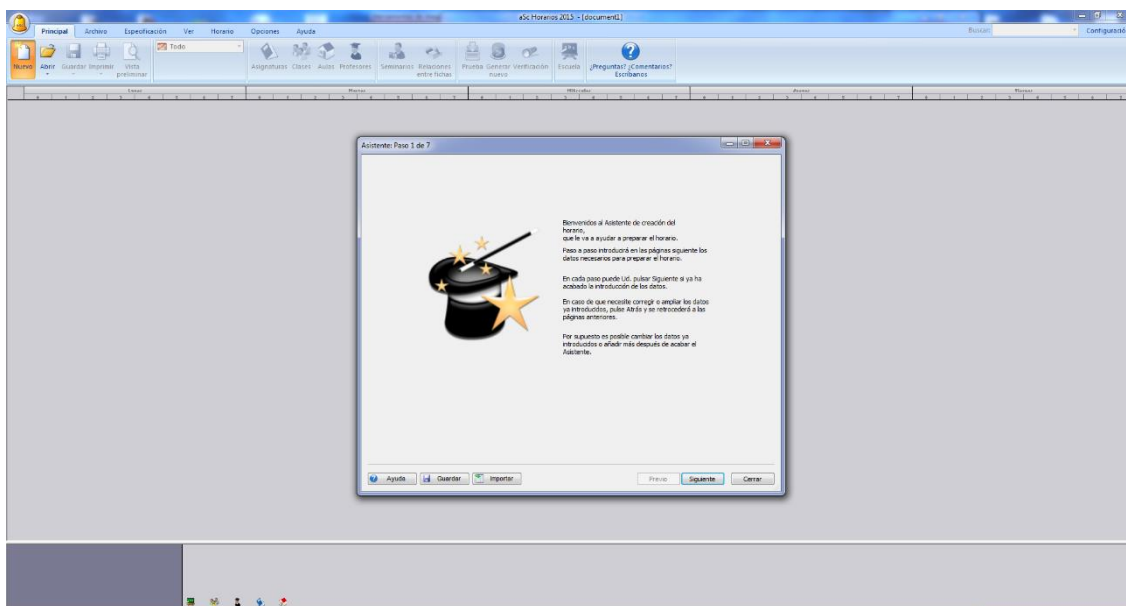 aSc Horarios 2015 - [document1]
Principal Archivo Especificación Ver Horario Opciones Ayuda
Buscar:
Configuració
Nuevo Abrir Guardar Imprimir Vista preliminar
Todo
Asignaturas Clases Aulas Profesores
Seminarios Relaciones entre fichas
Prueba Generar nuevo Verificación
Escuela
¿Preguntas? ¿Comentarios? Escríbanos
Lunes Martes Miércoles Jueves Viernes
Asistente: Paso 1 de 7
Bienvenidos al Asistente de creación del
horario,
que le va a ayudar a preparar el horario.
Paso a paso introducirá en las páginas siguiente los
datos necesarios para preparar el horario.
En cada paso puede Ud. pulsar Siguiente si ya ha
acabado la introducción de los datos.
En caso de que necesite corregir o ampliar los datos
ya introducidos, pulse Atrás y se retrocederá a las
páginas anteriores.
Por supuesto es posible cambiar los datos ya
introducidos o añadir más después de acabar el
Asistente.
Ayuda Guardar Importar Previo Siguiente Cerrar